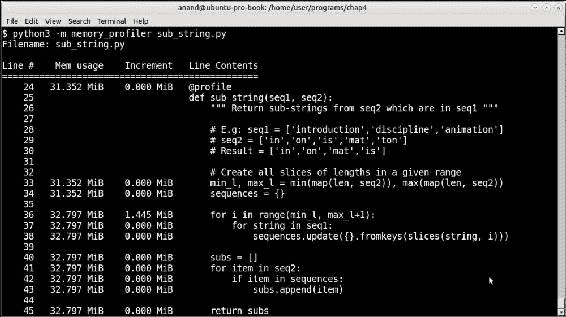 anand@ubuntu-pro-book: /home/user/programs/chap4
File Edit View Search Terminal Help
$ python3 -m memory_profiler sub_string.py
Filename: sub_string.py
Line # Mem usage Increment Line Contents
================================================
24 31.352 MiB 0.000 MiB @profile
25 def sub_string(seq1, seq2):
26 """ Return sub-strings from seq2 which are in seq1 """
27
28 # E.g: seq1 = ['introduction','discipline','animation']
29 # seq2 = ['in','on','is','mat','ton']
30 # Result = ['in','on','mat','is']
31
32 # Create all slices of lengths in a given range
33 31.352 MiB 0.000 MiB min_l, max_l = min(map(len, seq2)), max(map(len, seq2))
34 31.352 MiB 0.000 MiB sequences = {}
35
36 32.797 MiB 1.445 MiB for i in range(min_l, max_l+1):
37 32.797 MiB 0.000 MiB for string in seq1:
38 32.797 MiB 0.000 MiB sequences.update({}.fromkeys(slices(string, i)))
39
40 32.797 MiB 0.000 MiB subs = []
41 32.797 MiB 0.000 MiB for item in seq2:
42 32.797 MiB 0.000 MiB if item in sequences:
43 32.797 MiB 0.000 MiB subs.append(item)
44
45 32.797 MiB 0.000 MiB return subs